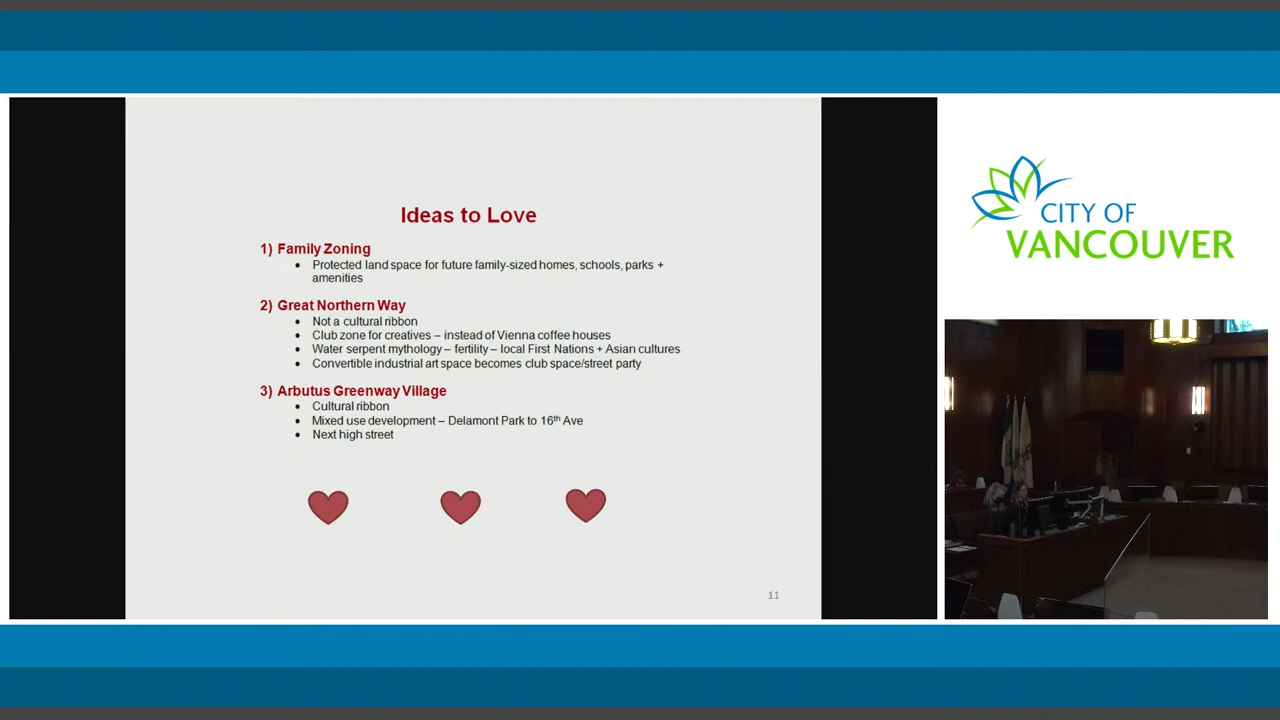 Ideas to Love
1) Family Zoning
• Protected land space for future family-sized homes, schools, parks +
amenities
2) Great Northern Way
• Not a cultural ribbon
• Club zone for creatives – instead of Vienna coffee houses
• Water serpent mythology – fertility – local First Nations + Asian cultures
• Convertible industrial art space becomes club space/street party
3) Arbutus Greenway Village
• Cultural ribbon
• Mixed use development – Delamont Park to 16th Ave
• Next high street
11
CITY OF
VANCOUVER